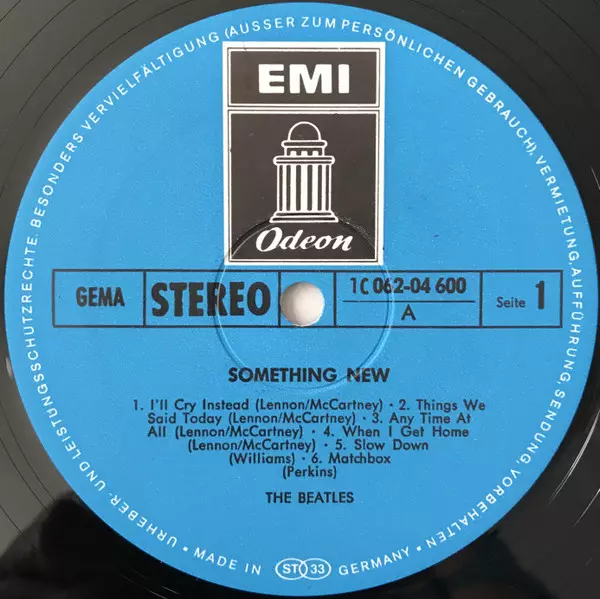 URHEBER- UND LEISTUNGSSCHUTZRECHTE. BESONDERS VERVIELFÄLTIGUNG (AUSSER ZUM PERSÖNLICHEN GEBRAUCH), VERMIETUNG, AUFFÜHRUNG, SENDUNG VORBEHALTEN
EMI
Odeon
GEMA
STEREO
1C 062-04 600
A
Seite 1
SOMETHING NEW
1. I'll Cry Instead (Lennon/McCartney) · 2. Things We
Said Today (Lennon/McCartney) · 3. Any Time At
All (Lennon/McCartney) · 4. When I Get Home
(Lennon/McCartney) · 5. Slow Down
(Williams) · 6. Matchbox
(Perkins)
THE BEATLES
· MADE IN ST 33 GERMANY ·